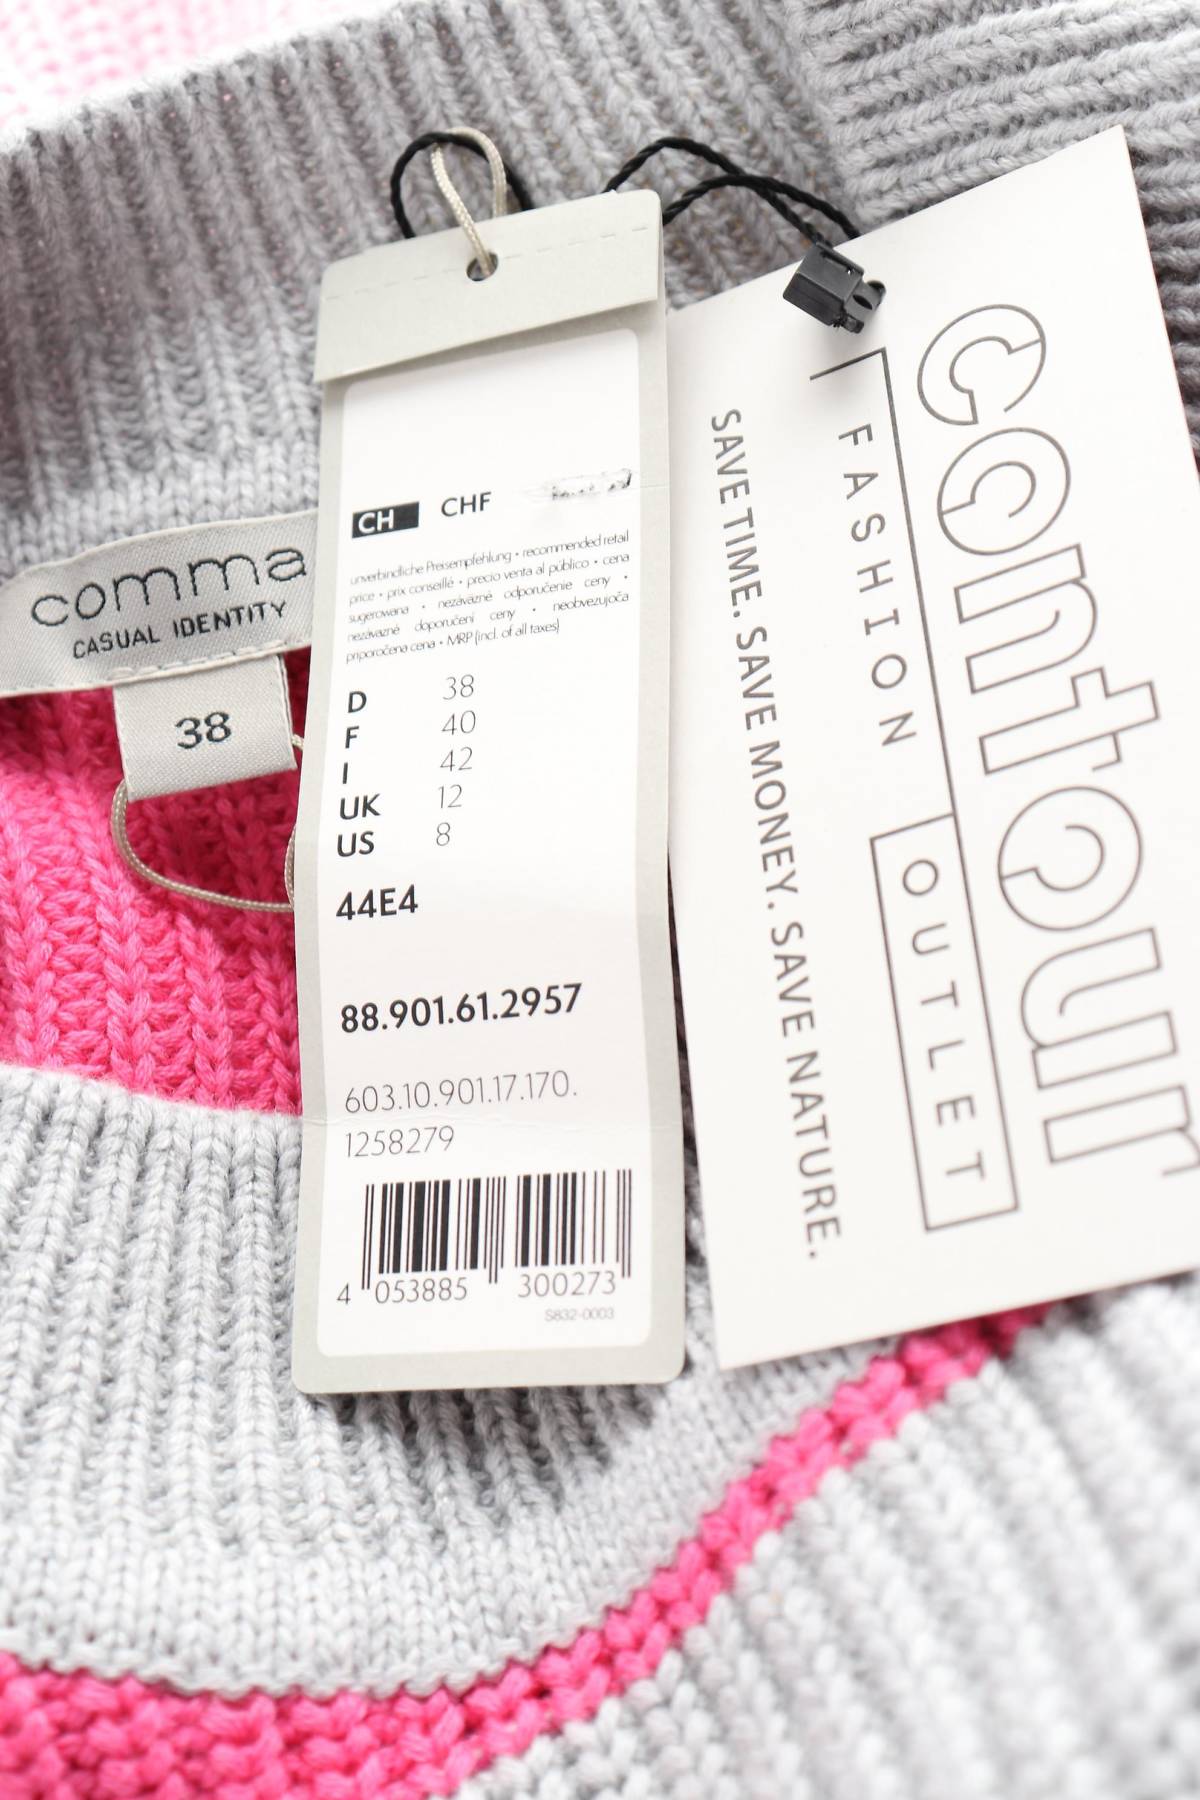 comma
CASUAL IDENTITY
38
CH CHF
unverbindliche Preisempfehlung • recommended retail
price • prix conseillé • precio venta al público • cena
sugerowana • nezáväzné odporučenie ceny •
nezávazné doporučení ceny • neobvezujoča
priporočena cena • MRP (incl. of all taxes)
D 38
F 40
I 42
UK 12
US 8
44E4
88.901.61.2957
603.10.901.17.170.
1258279
4 053885 300273
S832-0003
contour
FASHION
OUTLET
SAVE TIME. SAVE MONEY. SAVE NATURE.